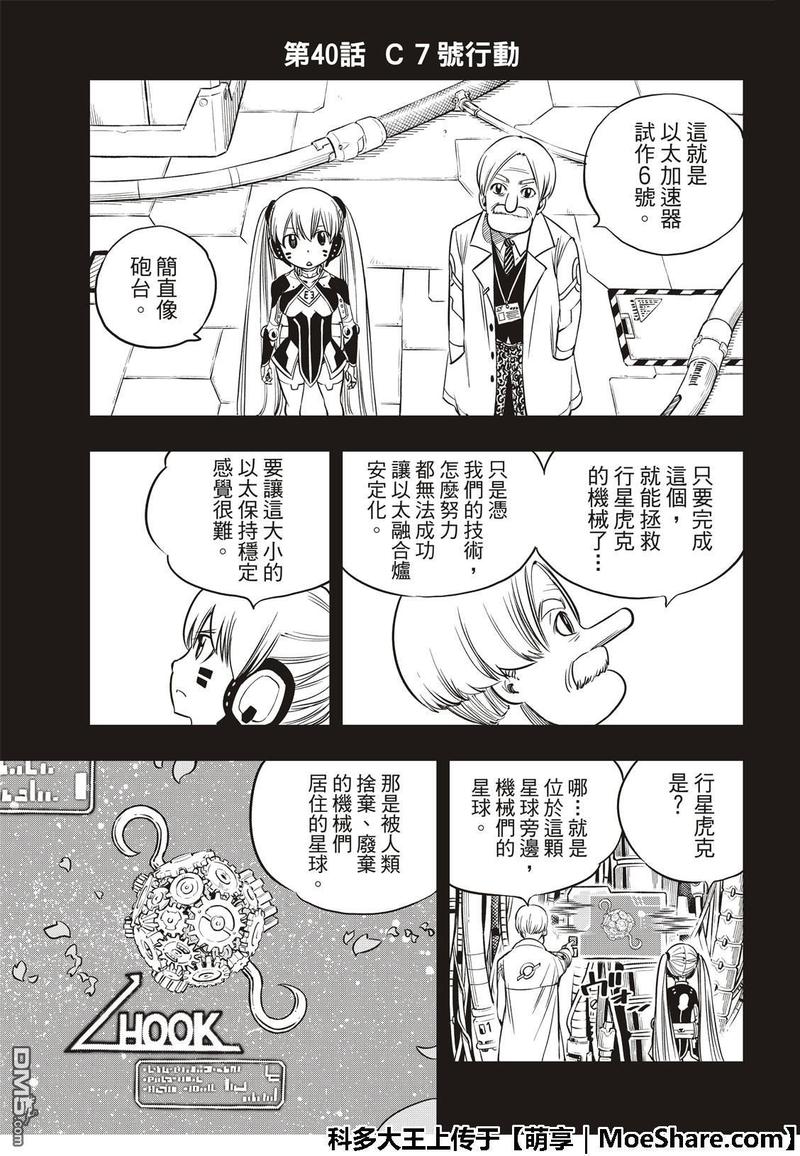 第40話 C7號行動
這就是
以太加速器
試作6號。
簡直像
砲台。
只要完成
這個，
就能拯救
行星虎克
的機械了…
只是憑
我們的技術，
怎麼努力
都無法成功
讓以太融合爐
安定化。
要讓這大小的
以太保持穩定
感覺很難。
行星虎克
是？
哪…就是
位於這顆
星球旁邊，
機械們的
星球。
ヴォ
01
那是被人類
捨棄、廢棄
的機械們
居住的星球。
HOOK
DM5.com
科多大王上传于【萌享｜MoeShare.com】